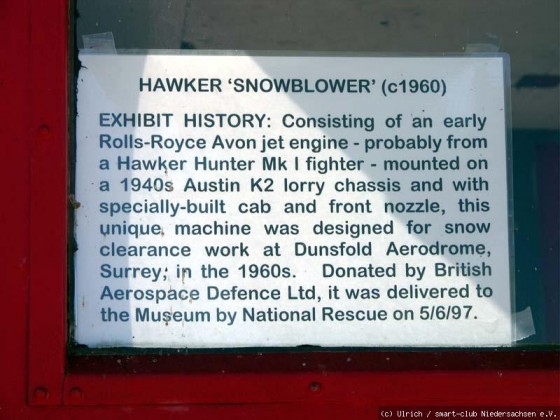 HAWKER ‘SNOWBLOWER’ (c1960)
EXHIBIT HISTORY: Consisting of an early
Rolls-Royce Avon jet engine - probably from
a Hawker Hunter Mk I fighter - mounted on
a 1940s Austin K2 lorry chassis and with
specially-built cab and front nozzle, this
unique machine was designed for snow
clearance work at Dunsfold Aerodrome,
Surrey, in the 1960s. Donated by British
Aerospace Defence Ltd, it was delivered to
the Museum by National Rescue on 5/6/97.
(c) Ulrich / smart-club Niedersachsen e.V.